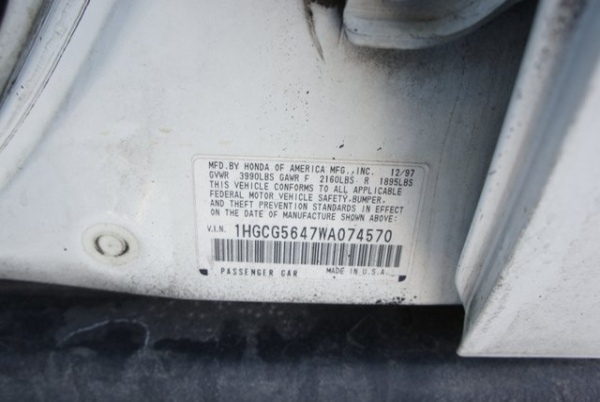 MFD.BY HONDA OF AMERICA MFG.,INC. 12/97
GVWR 3990LBS GAWR F 2160LBS R 1895LBS
THIS VEHICLE CONFORMS TO ALL APPLICABLE
FEDERAL MOTOR VEHICLE SAFETY,BUMPER,
AND THEFT PREVENTION STANDARDS IN EFFECT
ON THE DATE OF MANUFACTURE SHOWN ABOVE:
V.I.N. 1HGCG5647WA074570
PASSENGER CAR MADE IN U.S.A.